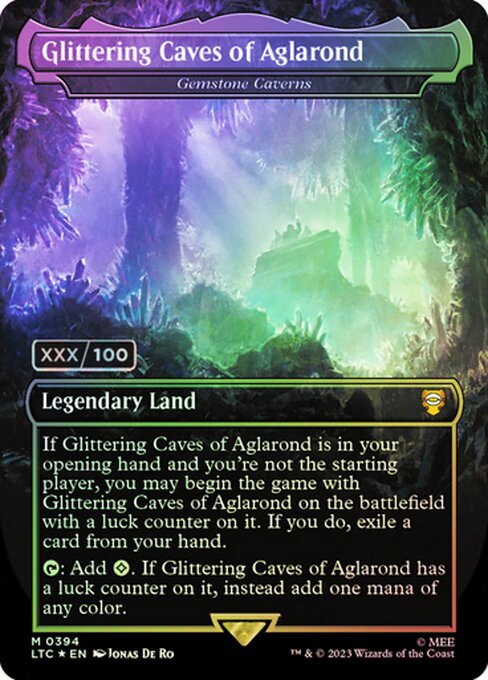 Glittering Caves of Aglarond
Gemstone Caverns
XXX/100
Legendary Land
If Glittering Caves of Aglarond is in your
opening hand and you're not the starting
player, you may begin the game with
Glittering Caves of Aglarond on the battlefield
with a luck counter on it. If you do, exile a
card from your hand.
: Add . If Glittering Caves of Aglarond has
a luck counter on it, instead add one mana of
any color.
M 0394
LTC ★ EN Jonas De Ro
© MEE
™ & © 2023 Wizards of the Coast